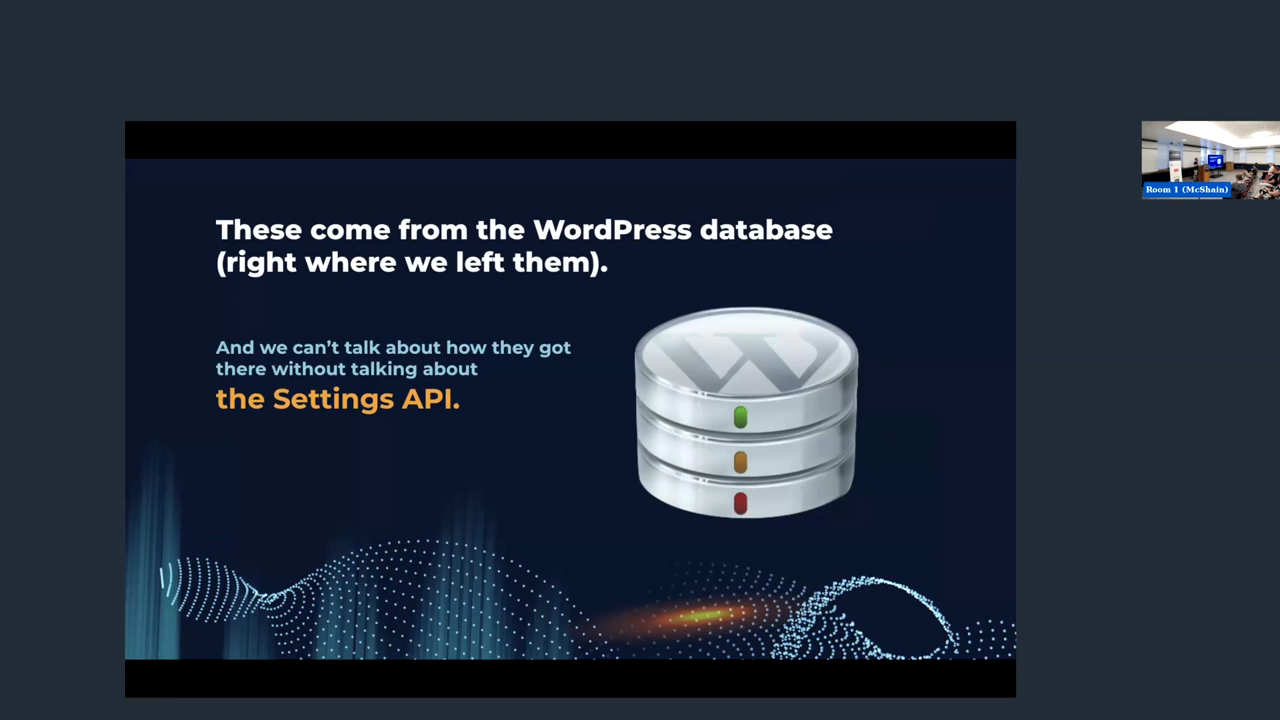 These come from the WordPress database
(right where we left them).
And we can't talk about how they got
there without talking about
the Settings API.
W
Room 1 (McShain)